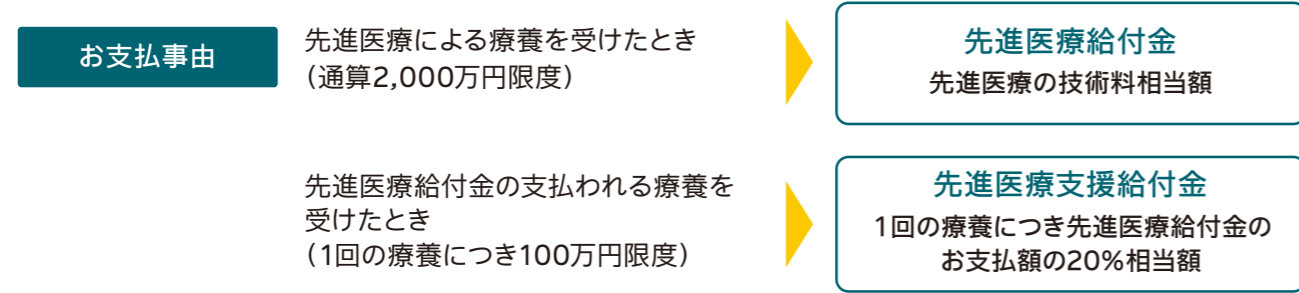 お支払事由
先進医療による療養を受けたとき
（通算2,000万円限度）
先進医療給付金
先進医療の技術料相当額
先進医療給付金の支払われる療養を
受けたとき
（1回の療養につき100万円限度）
先進医療支援給付金
1回の療養につき先進医療給付金の
お支払額の20%相当額